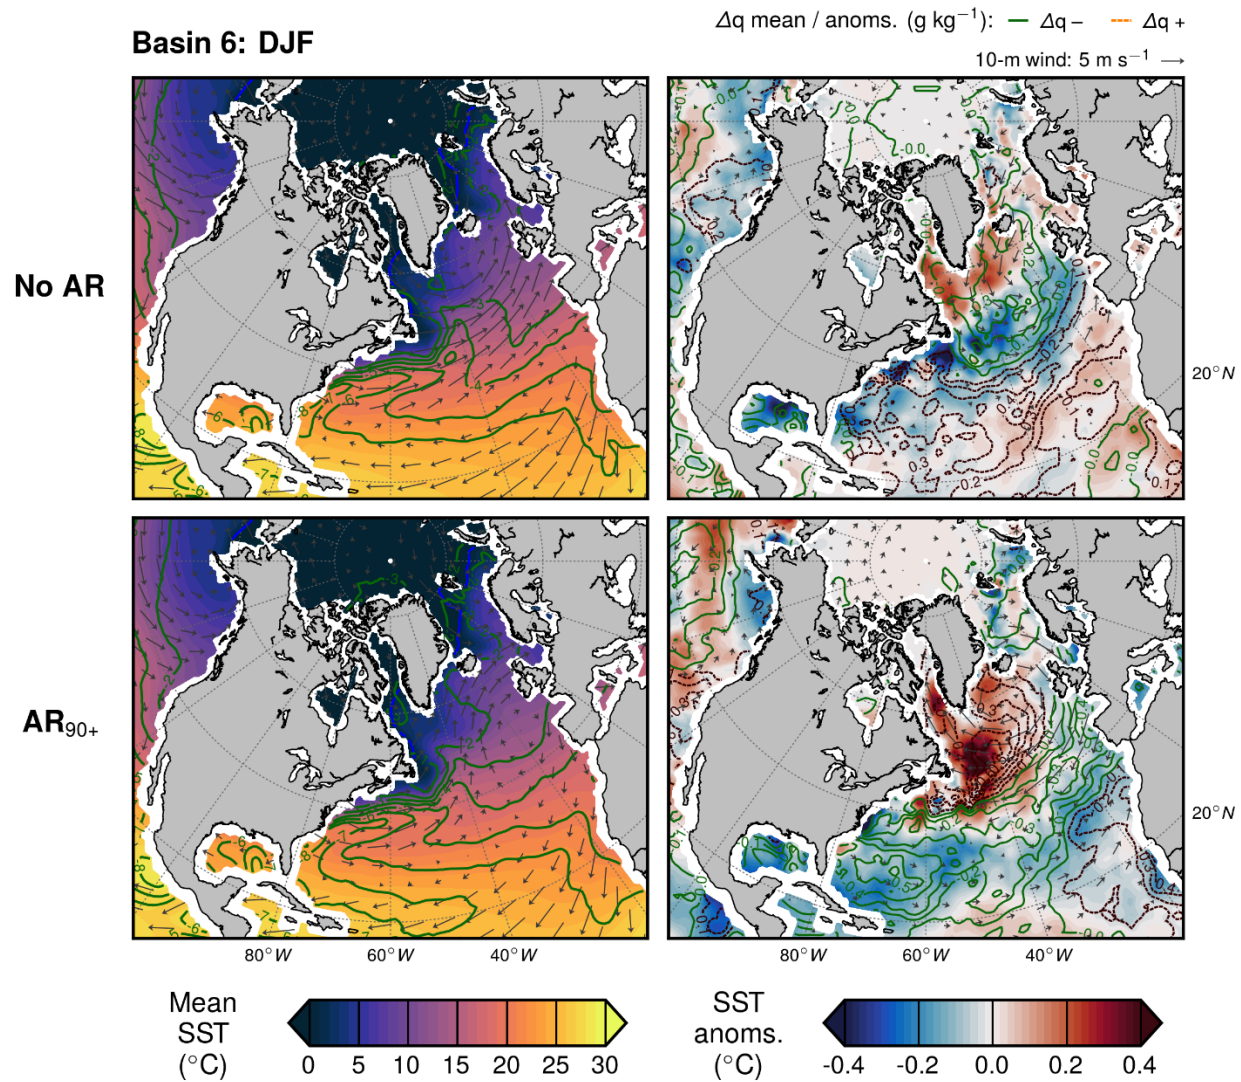 Δq mean / anoms. (g kg⁻¹): Δq − Δq +
Basin 6: DJF
10-m wind: 5 m s⁻¹
No AR
20°N
AR₉₀₊
20°N
80°W 60°W 40°W 80°W 60°W 40°W
Mean SST (°C)
0 5 10 15 20 25 30
SST anoms. (°C)
-0.4 -0.2 0.0 0.2 0.4